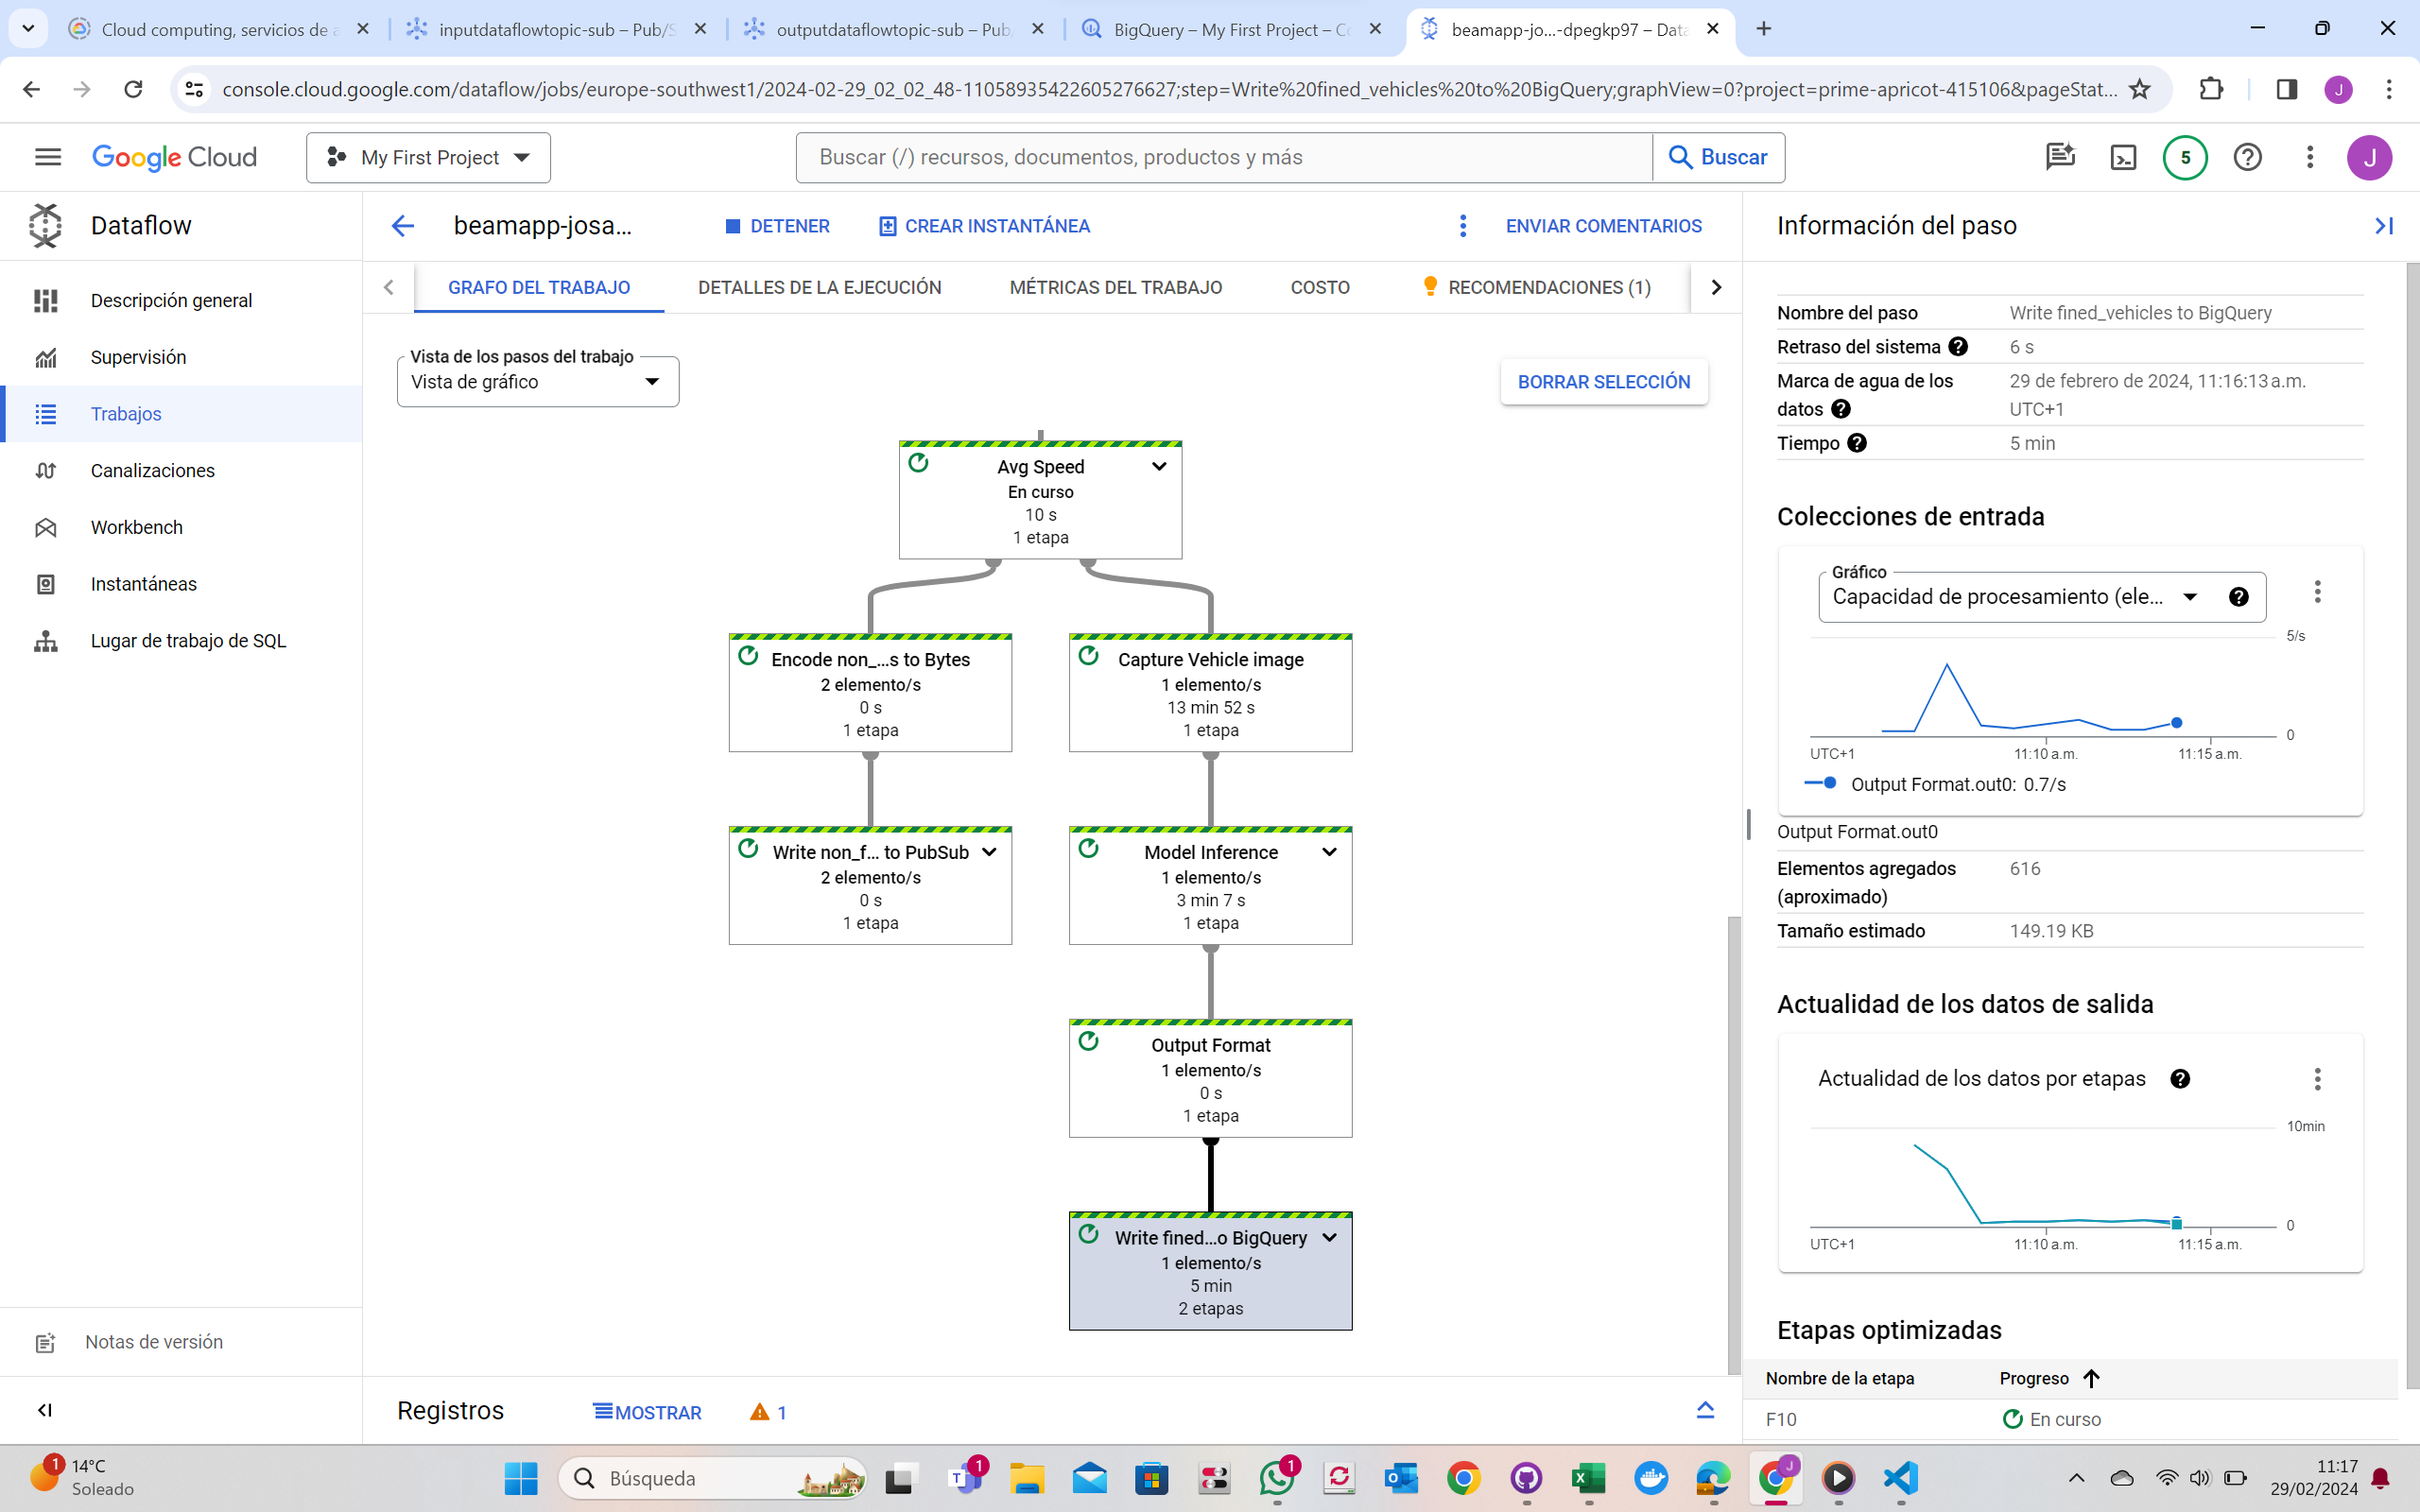 Cloud computing, servicios de a
inputdataflowtopic-sub – Pub/S
outputdataflowtopic-sub – Pub/
BigQuery – My First Project – Co
beamapp-jo...-dpegkp97 – Data
console.cloud.google.com/dataflow/jobs/europe-southwest1/2024-02-29_02_02_48-11058935422605276627;step=Write%20fined_vehicles%20to%20BigQuery;graphView=0?project=prime-apricot-415106&pageStat...
J
Google Cloud
My First Project
Buscar (/) recursos, documentos, productos y más
Buscar
5
J
Dataflow
beamapp-josa...
DETENER
CREAR INSTANTÁNEA
ENVIAR COMENTARIOS
Información del paso
Descripción general
Supervisión
Trabajos
Canalizaciones
Workbench
Instantáneas
Lugar de trabajo de SQL
Notas de versión
GRAFO DEL TRABAJO
DETALLES DE LA EJECUCIÓN
MÉTRICAS DEL TRABAJO
COSTO
RECOMENDACIONES (1)
Vista de los pasos del trabajo
Vista de gráfico
BORRAR SELECCIÓN
Avg Speed
En curso
10 s
1 etapa
Encode non_...s to Bytes
2 elemento/s
0 s
1 etapa
Capture Vehicle image
1 elemento/s
13 min 52 s
1 etapa
Write non_f... to PubSub
2 elemento/s
0 s
1 etapa
Model Inference
1 elemento/s
3 min 7 s
1 etapa
Output Format
1 elemento/s
0 s
1 etapa
Write fined...o BigQuery
1 elemento/s
5 min
2 etapas
Registros
MOSTRAR
1
Nombre del paso
Write fined_vehicles to BigQuery
Retraso del sistema
6 s
Marca de agua de los
datos
29 de febrero de 2024, 11:16:13 a.m.
UTC+1
Tiempo
5 min
Colecciones de entrada
Gráfico
Capacidad de procesamiento (ele...
5/s
0
UTC+1
11:10 a.m.
11:15 a.m.
Output Format.out0: 0.7/s
Output Format.out0
Elementos agregados
(aproximado)
616
Tamaño estimado
149.19 KB
Actualidad de los datos de salida
Actualidad de los datos por etapas
10min
0
UTC+1
11:10 a.m.
11:15 a.m.
Etapas optimizadas
Nombre de la etapa
Progreso
F10
En curso
1
14°C
Soleado
Búsqueda
1
1
J
11:17
29/02/2024